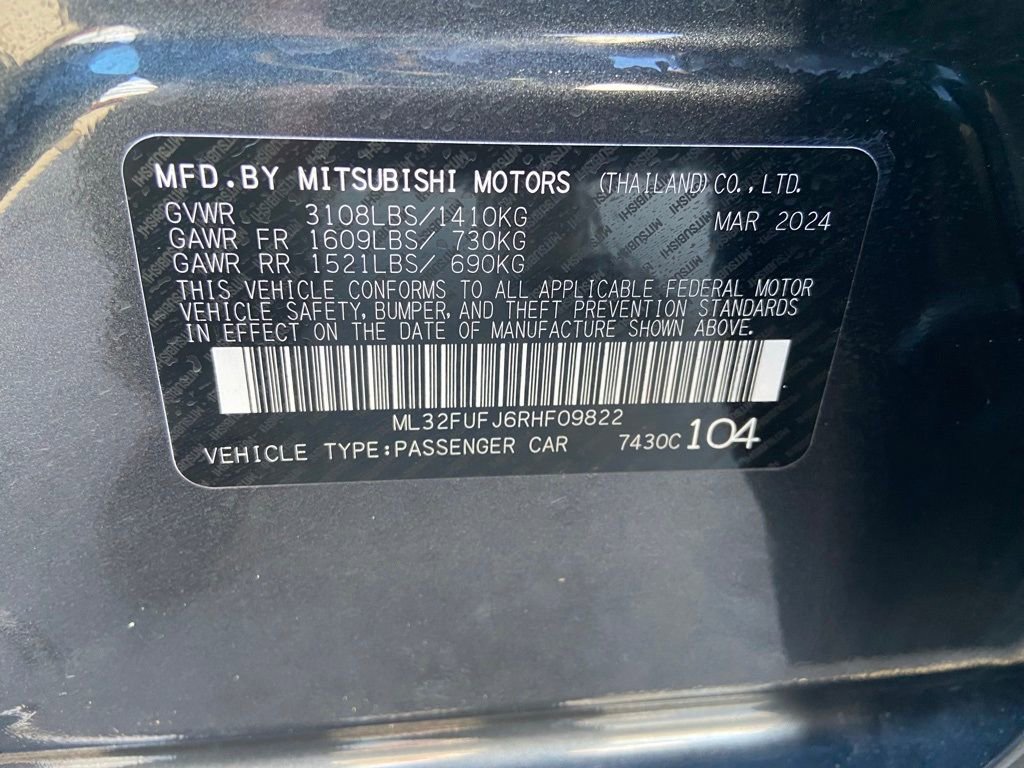 MFD.BY MITSUBISHI MOTORS (THAILAND) CO., LTD.
GVWR 3108LBS/1410KG MAR 2024
GAWR FR 1609LBS/ 730KG
GAWR RR 1521LBS/ 690KG
THIS VEHICLE CONFORMS TO ALL APPLICABLE FEDERAL MOTOR
VEHICLE SAFETY, BUMPER, AND THEFT PREVENTION STANDARDS
IN EFFECT ON THE DATE OF MANUFACTURE SHOWN ABOVE.
ML32FUFJ6RHF09822
VEHICLE TYPE:PASSENGER CAR 7430C 104